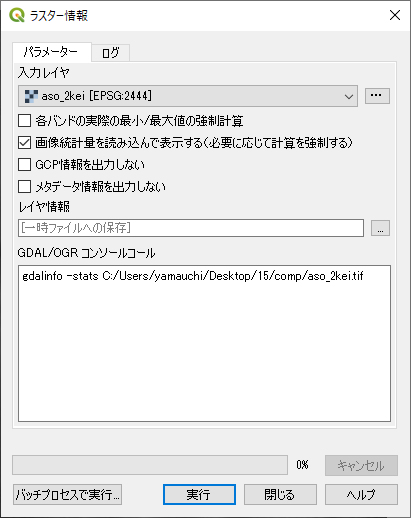 ラスター情報
パラメーター
ログ
入力レイヤ
aso_2kei [EPSG:2444]
...
各バンドの実際の最小/最大値の強制計算
画像統計量を読み込んで表示する(必要に応じて計算を強制する)
GCP情報を出力しない
メタデータ情報を出力しない
レイヤ情報
[一時ファイルへの保存]
...
GDAL/OGR コンソールコール
gdalinfo -stats C:/Users/yamauchi/Desktop/15/comp/aso_2kei.tif
0%
キャンセル
バッチプロセスで実行...
実行
閉じる
ヘルプ